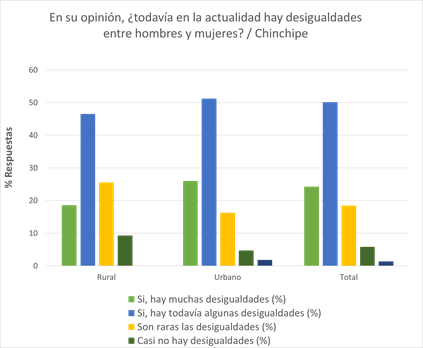 En su opinión, ¿todavía en la actualidad hay desigualdades
entre hombres y mujeres? / Chinchipe
60
50
40
30
20
10
0
% Respuestas
Rural
Urbano
Total
Si, hay muchas desigualdades (%)
Si, hay todavía algunas desigualdades (%)
Son raras las desigualdades (%)
Casi no hay desigualdades (%)